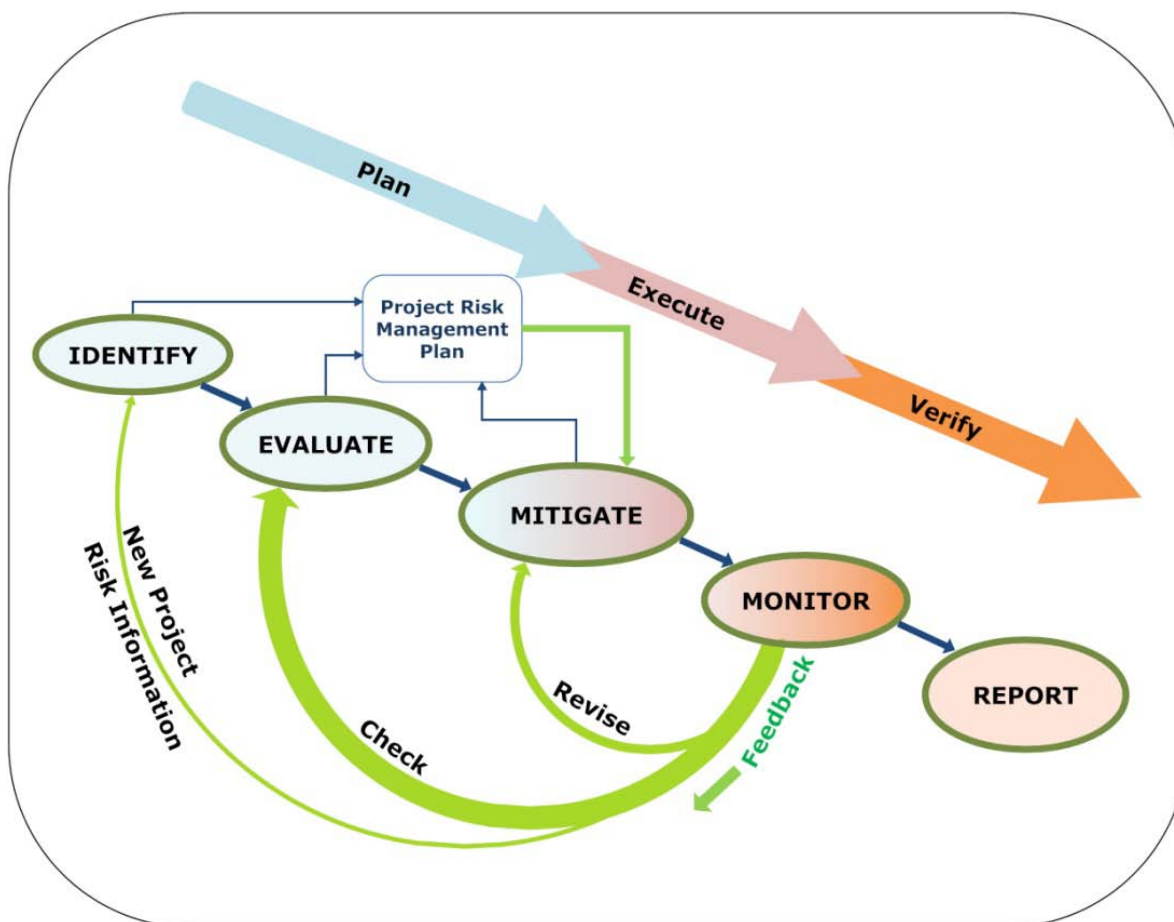 Plan
Execute
Verify
Project Risk
Management
Plan
IDENTIFY
EVALUATE
MITIGATE
MONITOR
REPORT
New Project
Risk Information
Check
Revise
Feedback